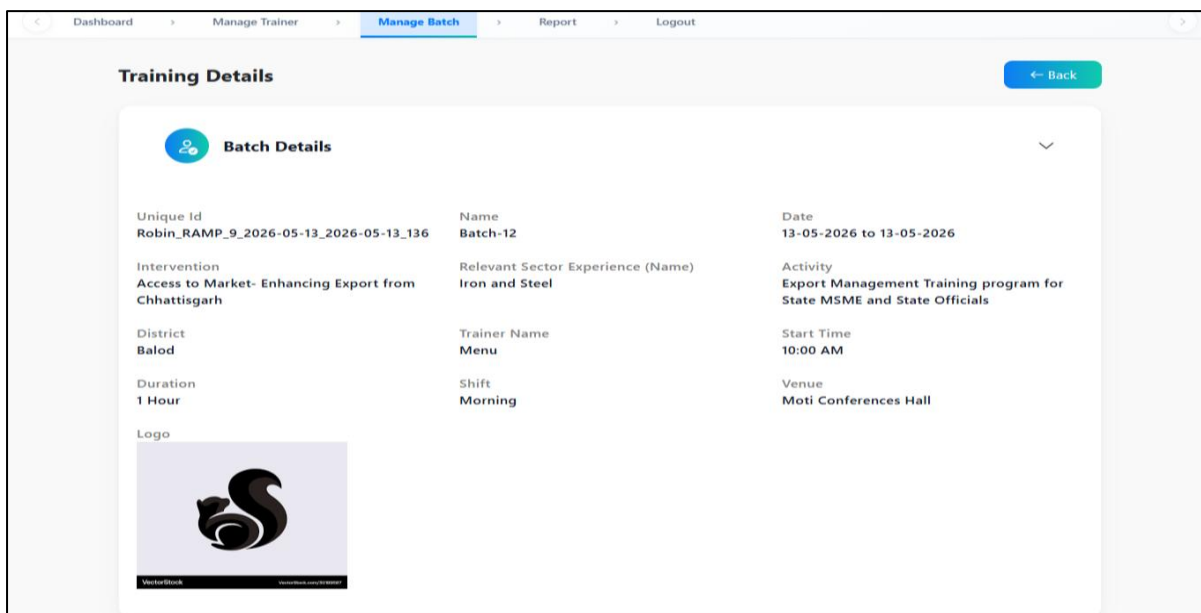 Dashboard > Manage Trainer > Manage Batch > Report > Logout
Training Details
← Back
Batch Details
Unique Id
Robin_RAMP_9_2026-05-13_2026-05-13_136
Name
Batch-12
Date
13-05-2026 to 13-05-2026
Intervention
Access to Market- Enhancing Export from
Chhattisgarh
Relevant Sector Experience (Name)
Iron and Steel
Activity
Export Management Training program for
State MSME and State Officials
District
Balod
Trainer Name
Menu
Start Time
10:00 AM
Duration
1 Hour
Shift
Morning
Venue
Moti Conferences Hall
Logo
VectorStock